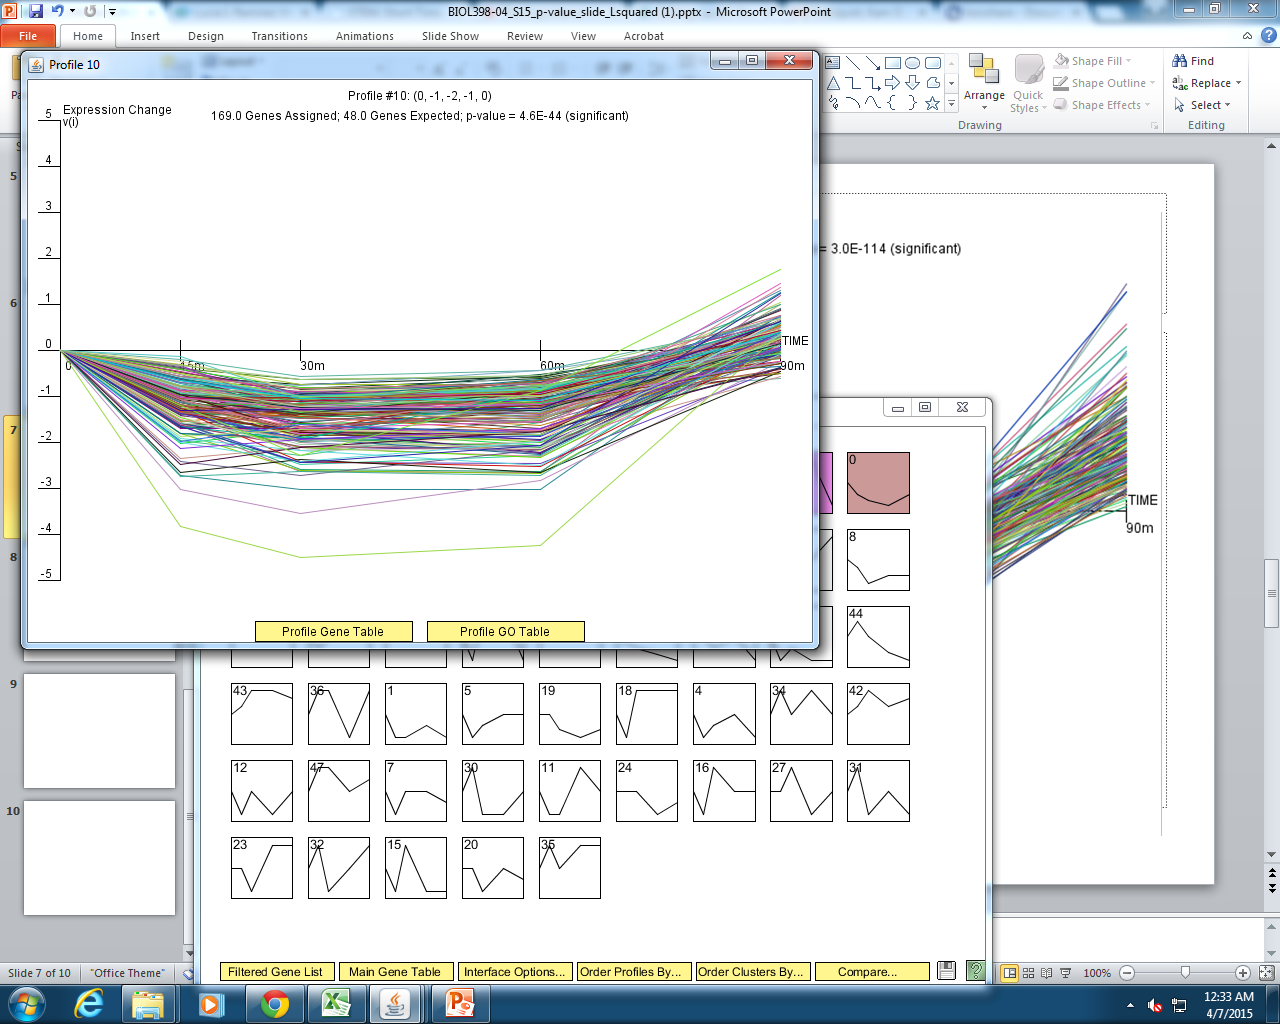 BIOL398-04_S15_p-value_slide_Lsquared (1).pptx - Microsoft PowerPoint
File Home Insert Design Transitions Animations Slide Show Review View Acrobat
Profile 10
Profile #10: (0, -1, -2, -1, 0)
169.0 Genes Assigned; 48.0 Genes Expected; p-value = 4.6E-44 (significant)
Expression Change
v(i)
5
4
3
2
1
0
-1
-2
-3
-4
-5
0 15m 30m 60m 90m
TIME
Profile Gene Table Profile GO Table
Arrange
Quick
Styles
Shape Fill
Shape Outline
Shape Effects
Drawing
Find
Replace
Select
Editing
= 3.0E-114 (significant)
TIME
90m
5
6
7
8
9
10
0
8
44
43 36 1 5 19 18 4 34 42
12 47 7 30 11 24 16 27 31
23 32 15 20 35
Filtered Gene List Main Gene Table Interface Options... Order Profiles By... Order Clusters By... Compare...
Slide 7 of 10 "Office Theme"
100%
12:33 AM
4/7/2015